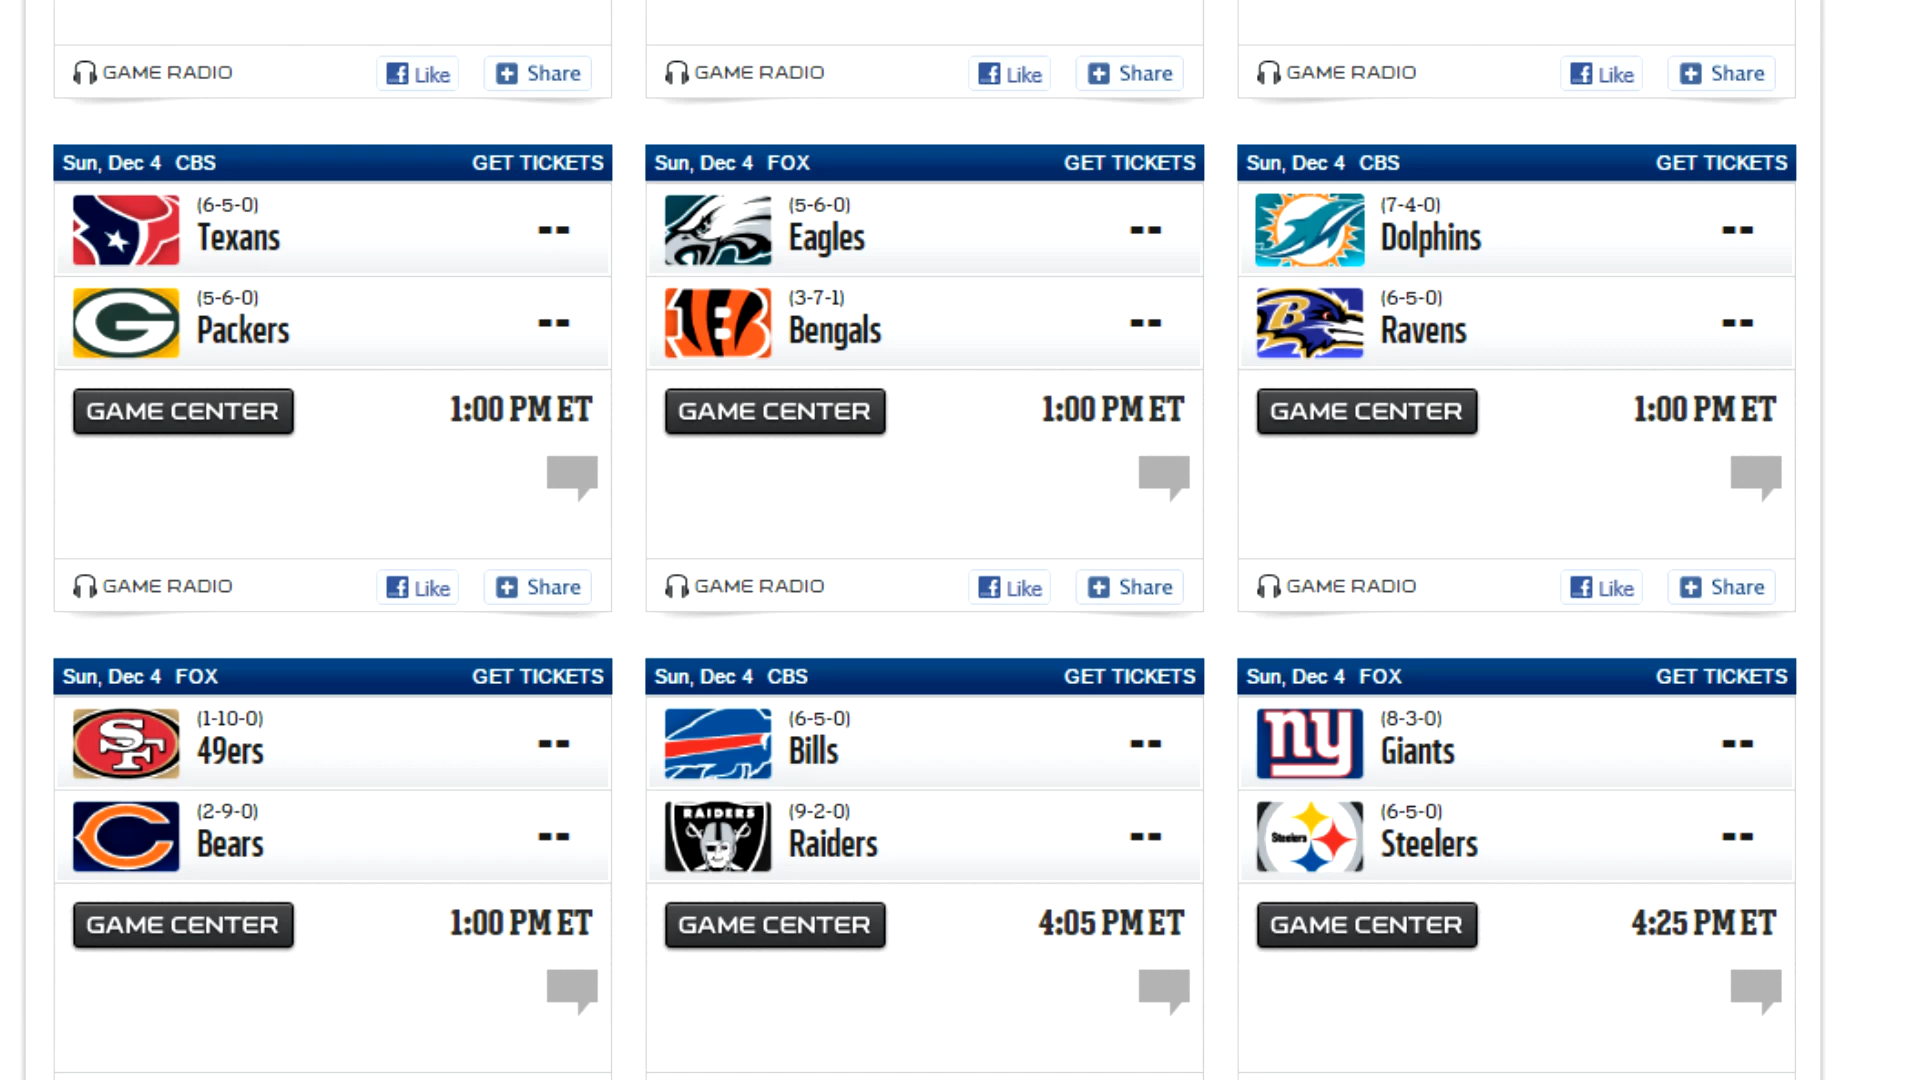 GAME RADIO Like Share GAME RADIO Like Share GAME RADIO Like Share
Sun, Dec 4 CBS GET TICKETS
(6-5-0)
Texans --
(5-6-0)
Packers --
GAME CENTER 1:00 PM ET
GAME RADIO Like Share
Sun, Dec 4 FOX GET TICKETS
(5-6-0)
Eagles --
(3-7-1)
Bengals --
GAME CENTER 1:00 PM ET
GAME RADIO Like Share
Sun, Dec 4 CBS GET TICKETS
(7-4-0)
Dolphins --
B
(6-5-0)
Ravens --
GAME CENTER 1:00 PM ET
GAME RADIO Like Share
Sun, Dec 4 FOX GET TICKETS
SF
(1-10-0)
49ers --
(2-9-0)
Bears --
GAME CENTER 1:00 PM ET
Sun, Dec 4 CBS GET TICKETS
(6-5-0)
Bills --
RAIDERS
(9-2-0)
Raiders --
GAME CENTER 4:05 PM ET
Sun, Dec 4 FOX GET TICKETS
ny
(8-3-0)
Giants --
Steelers
(6-5-0)
Steelers --
GAME CENTER 4:25 PM ET